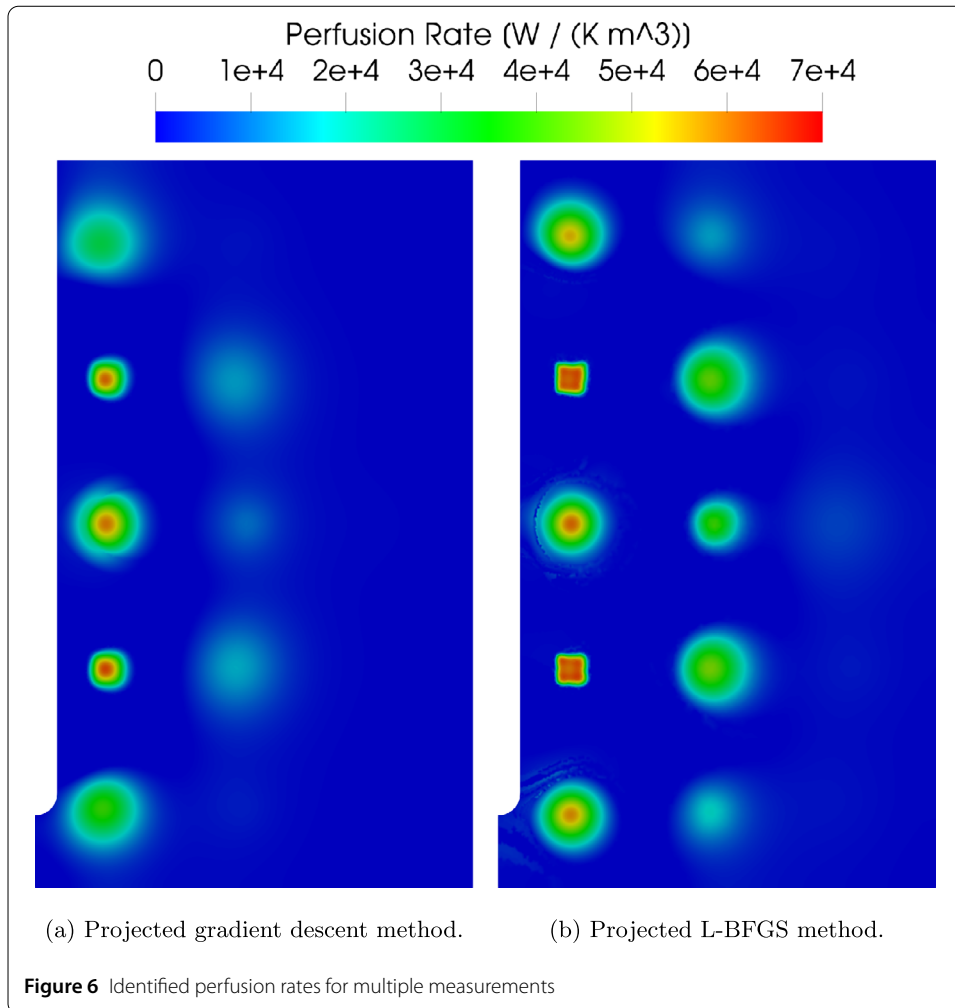 Perfusion Rate (W / (K m^3))
0 1e+4 2e+4 3e+4 4e+4 5e+4 6e+4 7e+4
(a) Projected gradient descent method. (b) Projected L-BFGS method.
Figure 6 Identified perfusion rates for multiple measurements